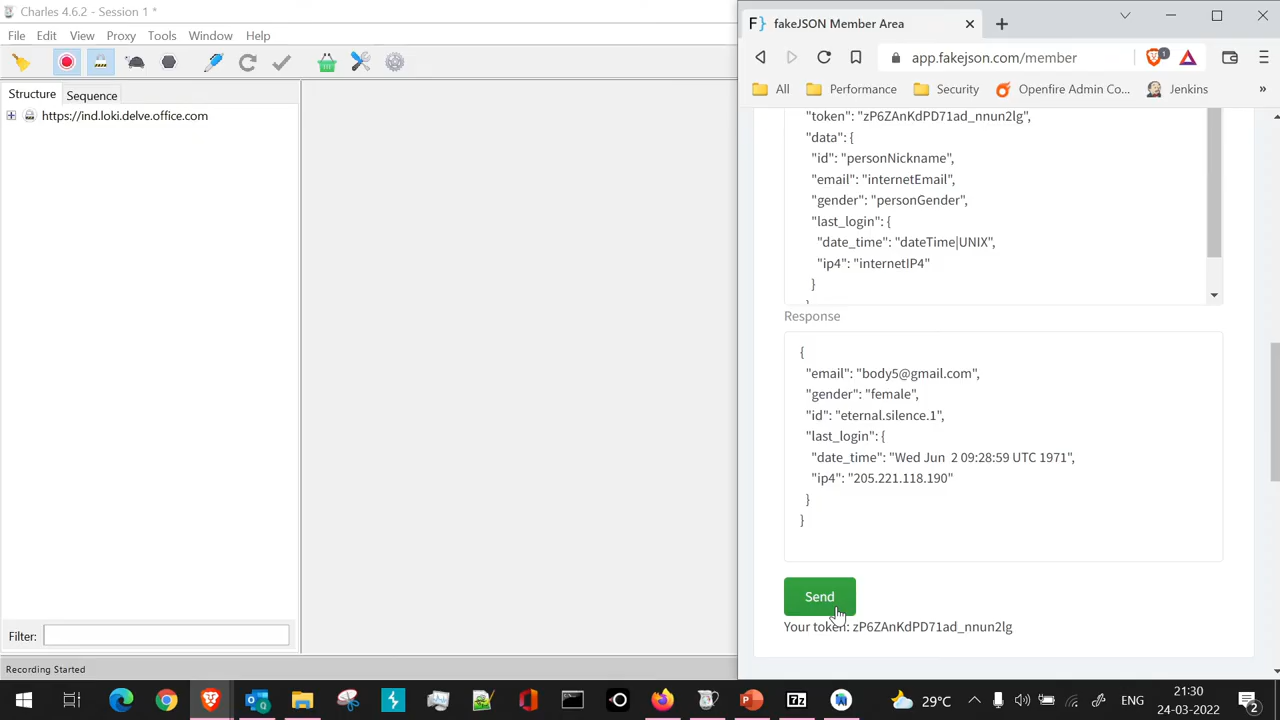 Charles 4.6.2 - Session 1 *
File Edit View Proxy Tools Window Help
Structure Sequence
https://ind.loki.delve.office.com
Filter:
Recording Started
fakeJSON Member Area
app.fakejson.com/member
1
All Performance Security Openfire Admin Co... Jenkins »
"token": "zP6ZAnKdPD71ad_nnun2lg",
"data": {
"id": "personNickname",
"email": "internetEmail",
"gender": "personGender",
"last_login": {
"date_time": "dateTime|UNIX",
"ip4": "internetIP4"
}
Response
{
"email": "body5@gmail.com",
"gender": "female",
"id": "eternal.silence.1",
"last_login": {
"date_time": "Wed Jun  2 09:28:59 UTC 1971",
"ip4": "205.221.118.190"
}
}
Send
Your token: zP6ZAnKdPD71ad_nnun2lg
29°C
ENG
21:30
24-03-2022
2